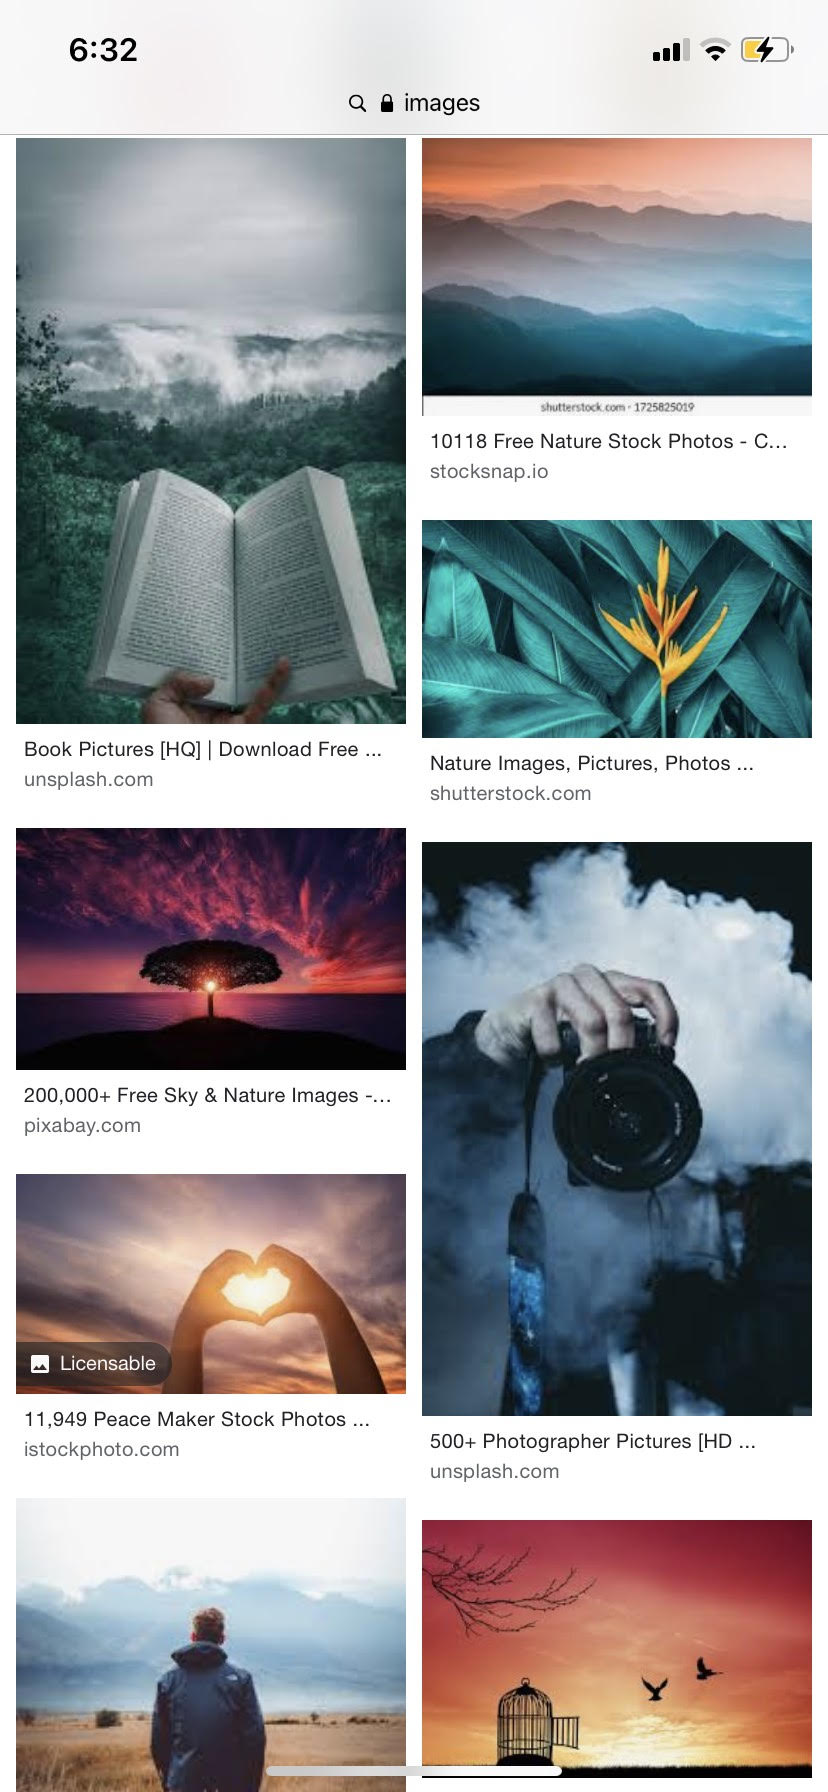 6:32
images
shutterstock.com · 1725825019
10118 Free Nature Stock Photos - C...
stocksnap.io
Book Pictures [HQ] | Download Free ...
unsplash.com
Nature Images, Pictures, Photos ...
shutterstock.com
200,000+ Free Sky & Nature Images -...
pixabay.com
Licensable
11,949 Peace Maker Stock Photos ...
istockphoto.com
500+ Photographer Pictures [HD ...
unsplash.com